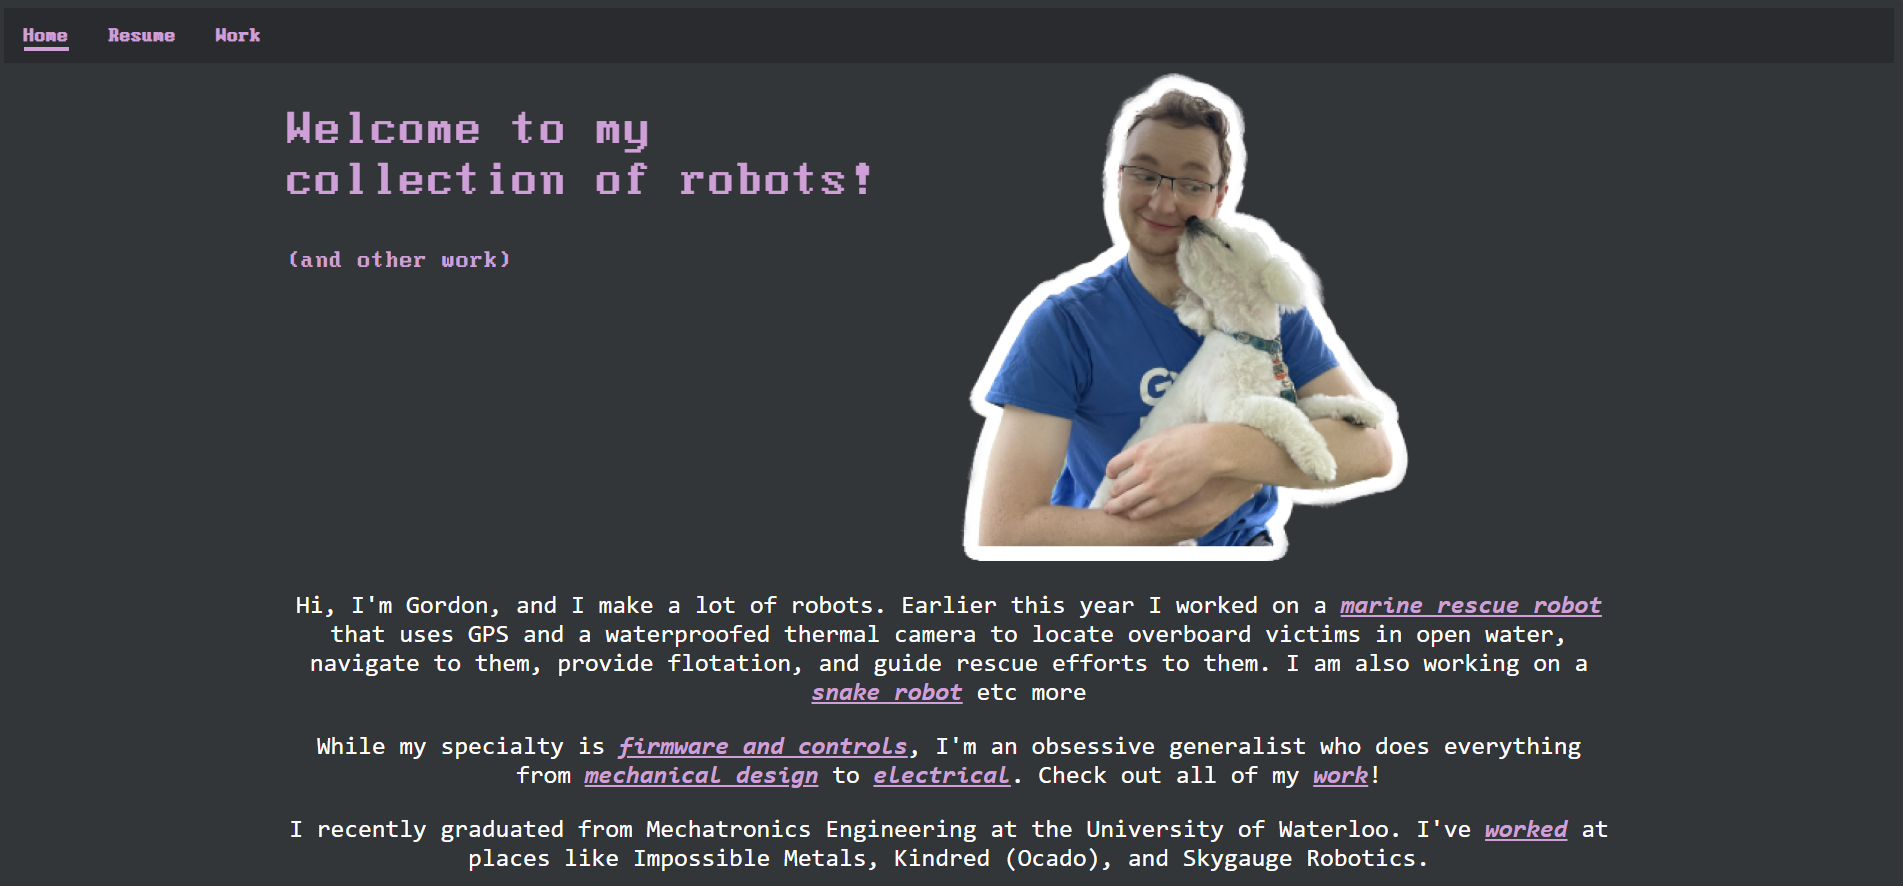 Home Resume Work
Welcome to my
collection of robots!
(and other work)
G
Hi, I'm Gordon, and I make a lot of robots. Earlier this year I worked on a marine rescue robot
that uses GPS and a waterproofed thermal camera to locate overboard victims in open water,
navigate to them, provide flotation, and guide rescue efforts to them. I am also working on a
snake robot etc more
While my specialty is firmware and controls, I'm an obsessive generalist who does everything
from mechanical design to electrical. Check out all of my work!
I recently graduated from Mechatronics Engineering at the University of Waterloo. I've worked at
places like Impossible Metals, Kindred (Ocado), and Skygauge Robotics.